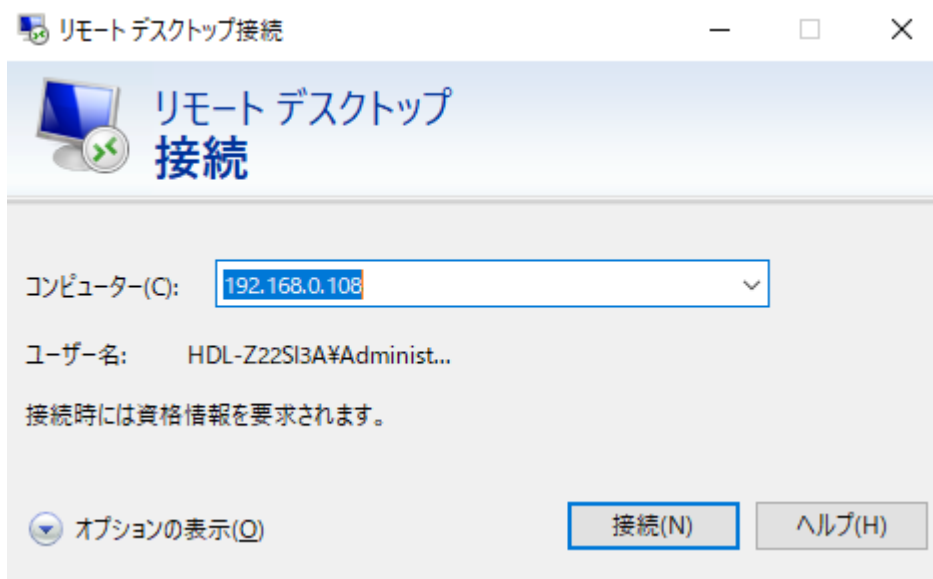 リモート デスクトップ接続
リモート デスクトップ
接続
コンピューター(C): 192.168.0.108
ユーザー名: HDL-Z22SI3A¥Administ...
接続時には資格情報を要求されます。
オプションの表示(O) 接続(N) ヘルプ(H)